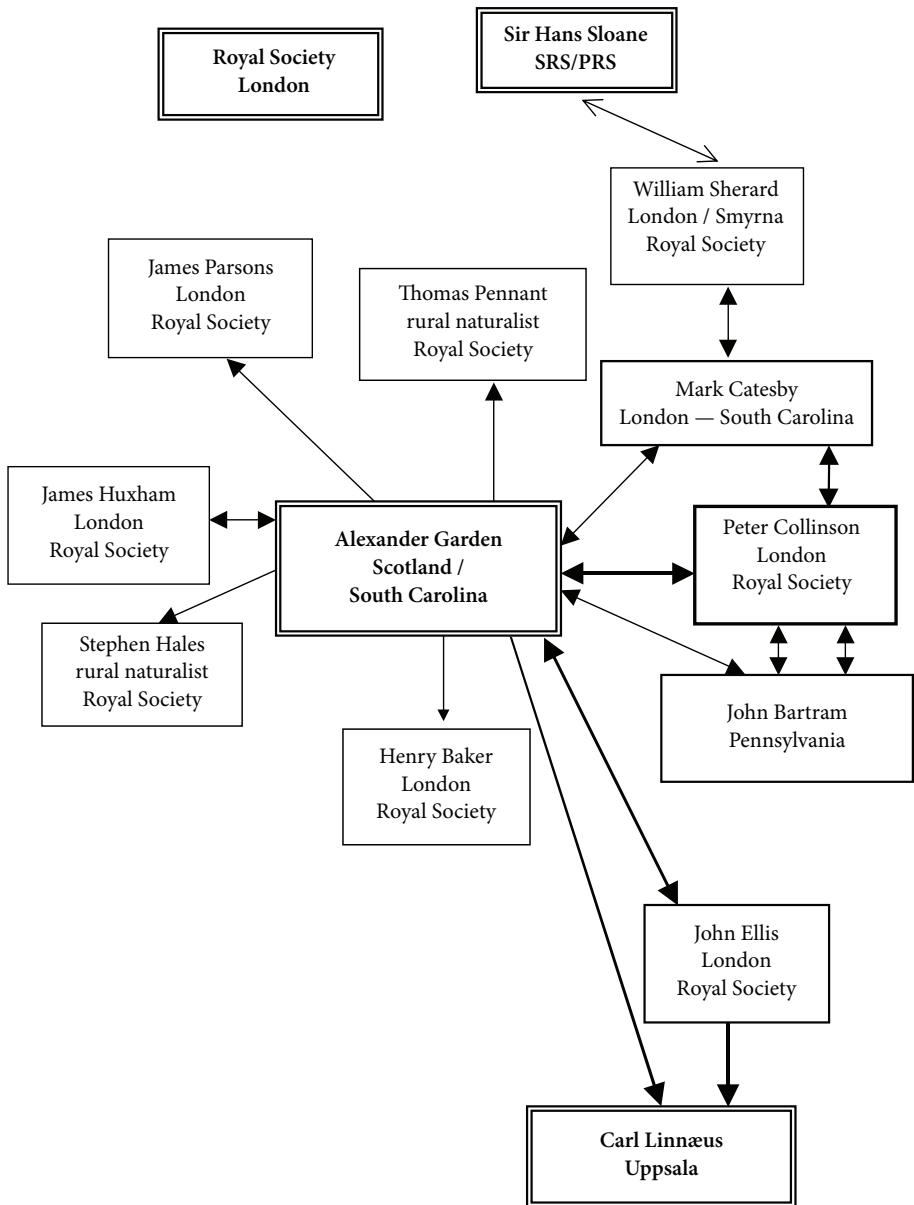 Royal Society
London
Sir Hans Sloane
SRS/PRS
William Sherard
London / Smyrna
Royal Society
James Parsons
London
Royal Society
Thomas Pennant
rural naturalist
Royal Society
Mark Catesby
London — South Carolina
James Huxham
London
Royal Society
Alexander Garden
Scotland /
South Carolina
Peter Collinson
London
Royal Society
Stephen Hales
rural naturalist
Royal Society
John Bartram
Pennsylvania
Henry Baker
London
Royal Society
John Ellis
London
Royal Society
Carl Linnæus
Uppsala